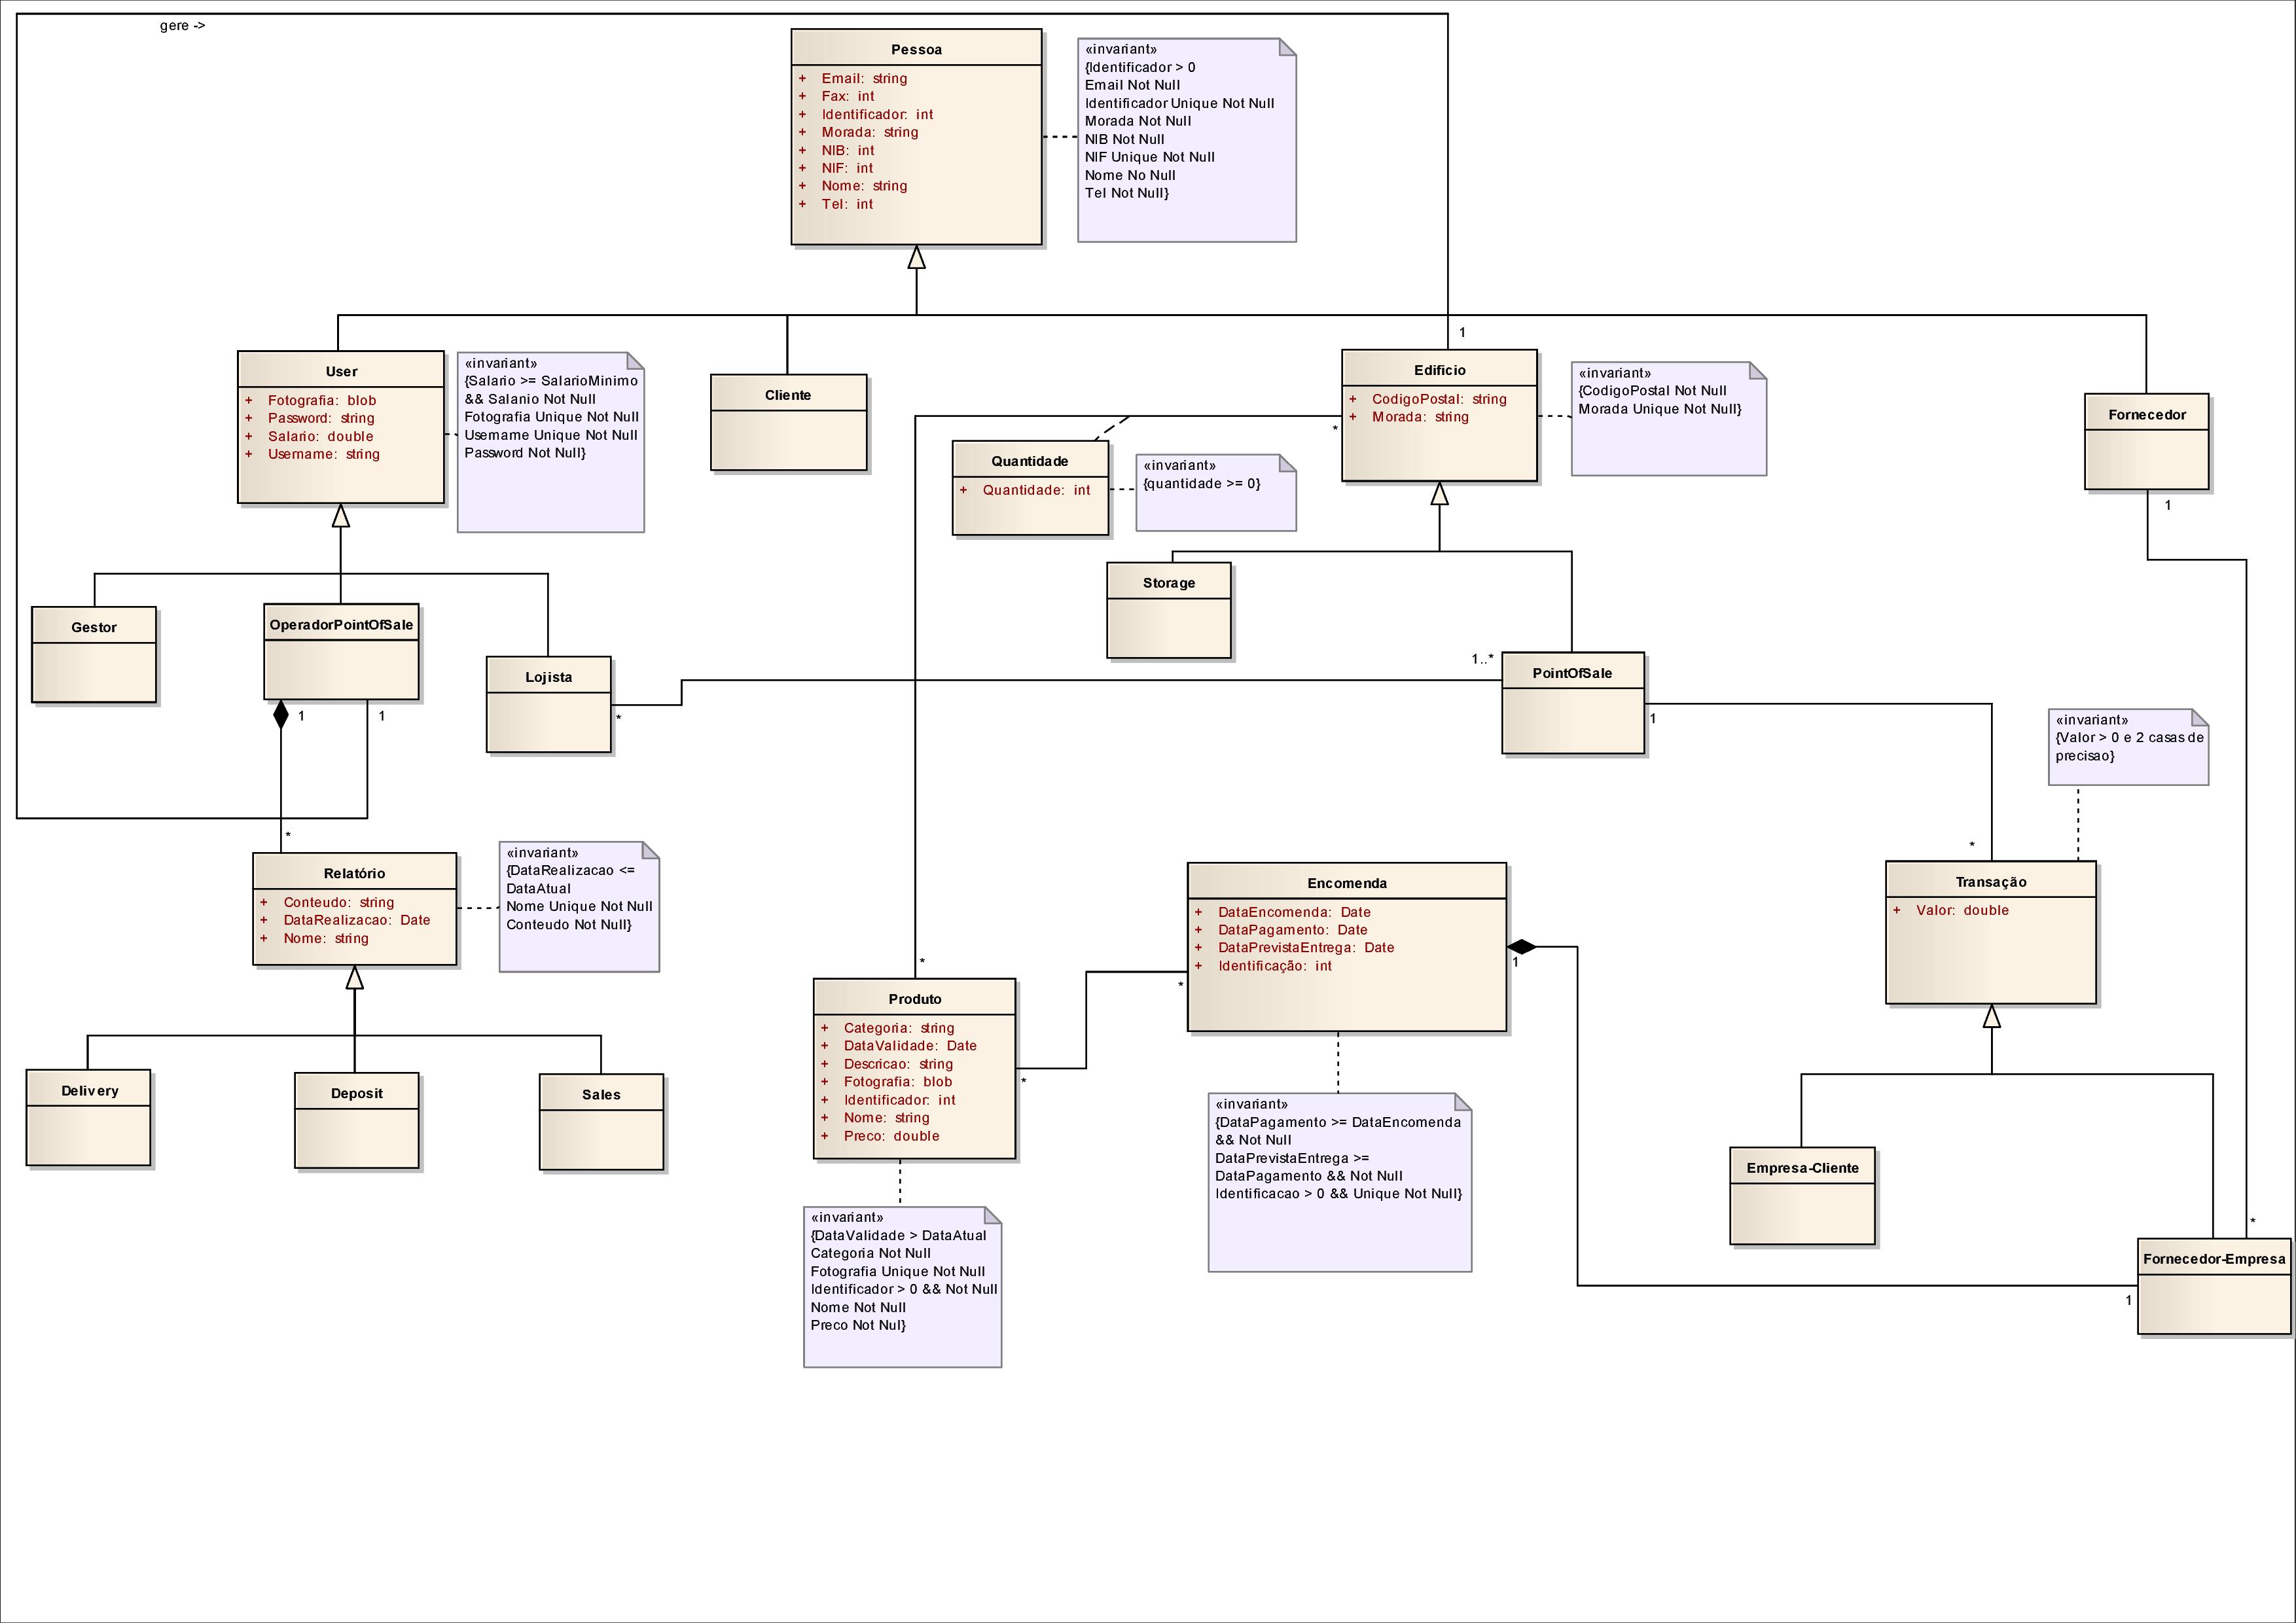 gere ->
Pessoa
+ Email: string
+ Fax: int
+ Identificador: int
+ Morada: string
+ NIB: int
+ NIF: int
+ Nome: string
+ Tel: int
«invariant»
{Identificador > 0
Email Not Null
Identificador Unique Not Null
Morada Not Null
NIB Not Null
NIF Unique Not Null
Nome No Null
Tel Not Null}
1
User
+ Fotografia: blob
+ Password: string
+ Salario: double
+ Username: string
«invariant»
{Salario >= SalarioMinimo
&& Salanio Not Null
Fotografia Unique Not Null
Username Unique Not Null
Password Not Null}
Cliente
Edificio
+ CodigoPostal: string
+ Morada: string
*
«invariant»
{CodigoPostal Not Null
Morada Unique Not Null}
Fornecedor
1
Quantidade
+ Quantidade: int
«invariant»
{quantidade >= 0}
Storage
Gestor
OperadorPointOfSale
1
1
Lojista
*
1..*
PointOfSale
1
«invariant»
{Valor > 0 e 2 casas de
precisao}
*
*
Relatório
+ Conteudo: string
+ DataRealizacao: Date
+ Nome: string
«invariant»
{DataRealizacao <=
DataAtual
Nome Unique Not Null
Conteudo Not Null}
Encomenda
+ DataEncomenda: Date
+ DataPagamento: Date
+ DataPrevistaEntrega: Date
+ Identificação: int
1
*
Transação
+ Valor: double
*
Produto
+ Categoria: string
+ DataValidade: Date
+ Descricao: string
+ Fotografia: blob
+ Identificador: int
+ Nome: string
+ Preco: double
*
Delivery
Deposit
Sales
«invariant»
{DataPagamento >= DataEncomenda
&& Not Null
DataPrevistaEntrega >=
DataPagamento && Not Null
Identificacao > 0 && Unique Not Null}
Empresa-Cliente
*
Fornecedor-Empresa
1
«invariant»
{DataValidade > DataAtual
Categoria Not Null
Fotografia Unique Not Null
Identificador > 0 && Not Null
Nome Not Null
Preco Not Nul}